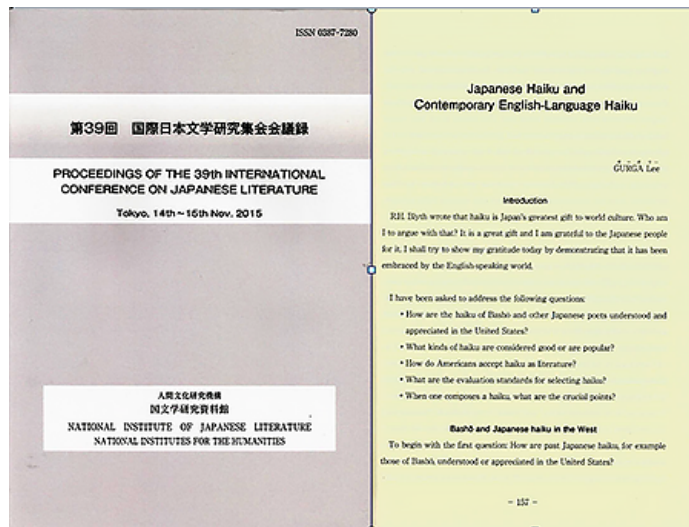 ISSN 0387-7280
第39回 国際日本文学研究集会会議録
PROCEEDINGS OF THE 39th INTERNATIONAL
CONFERENCE ON JAPANESE LITERATURE
Tokyo, 14th~15th Nov. 2015
人間文化研究機構
国文学研究資料館
NATIONAL INSTITUTE OF JAPANESE LITERATURE
NATIONAL INSTITUTES FOR THE HUMANITIES
Japanese Haiku and
Contemporary English-Language Haiku
GURGA Lee
Introduction
R.H. Blyth wrote that haiku is Japan's greatest gift to world culture. Who am
I to argue with that? It is a great gift and I am grateful to the Japanese people
for it. I shall try to show my gratitude today by demonstrating that it has been
embraced by the English-speaking world.
I have been asked to address the following questions:
• How are the haiku of Bashō and other Japanese poets understood and
appreciated in the United States?
• What kinds of haiku are considered good or are popular?
• How do Americans accept haiku as literature?
• What are the evaluation standards for selecting haiku?
• When one composes a haiku, what are the crucial points?
Bashō and Japanese haiku in the West
To begin with the first question: How are past Japanese haiku, for example
those of Bashō, understood or appreciated in the United States?
- 157 -